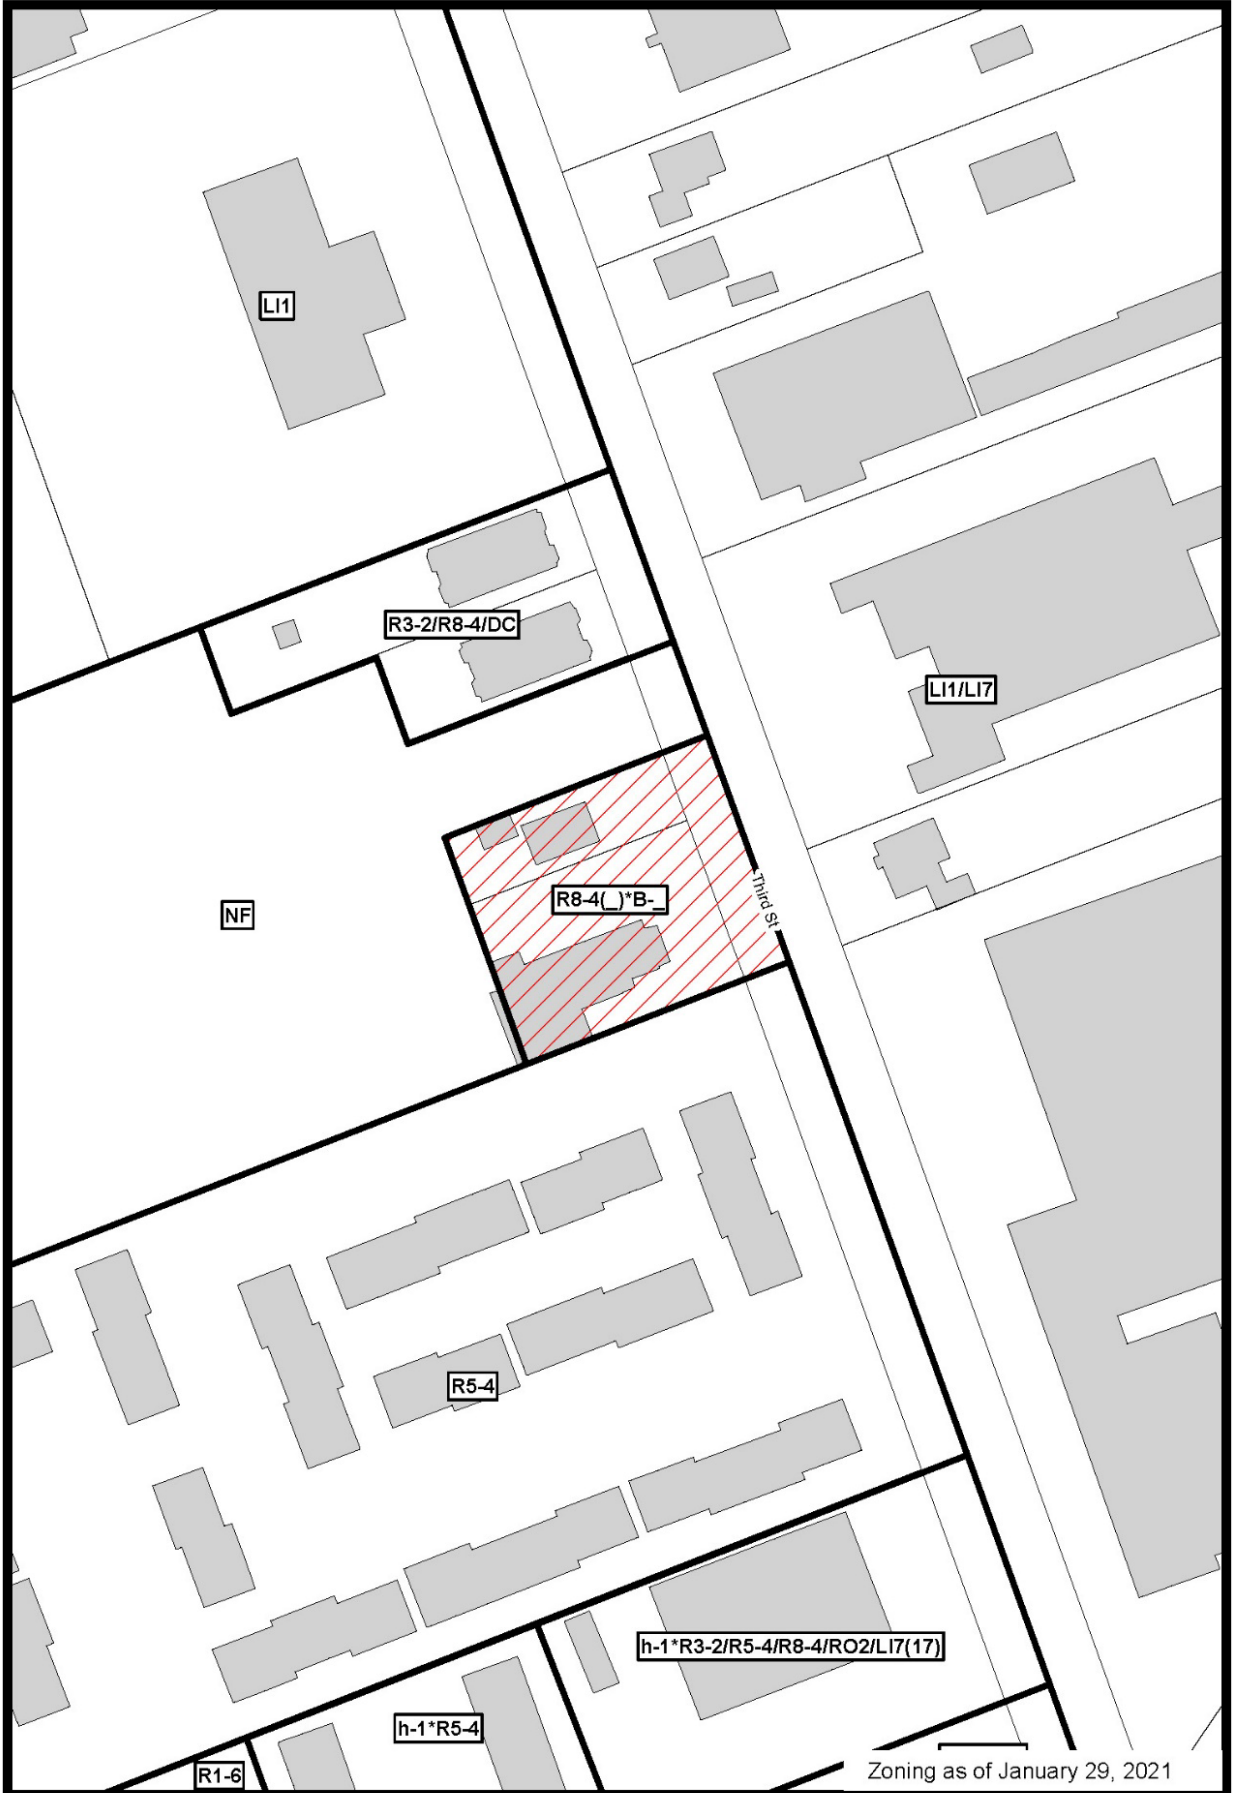 LI1
R3-2/R8-4/DC
LI1/LI7
R8-4(_)*B-_
Third St
NF
R5-4
h-1*R3-2/R5-4/R8-4/RO2/LI7(17)
h-1*R5-4
R1-6
Zoning as of January 29, 2021